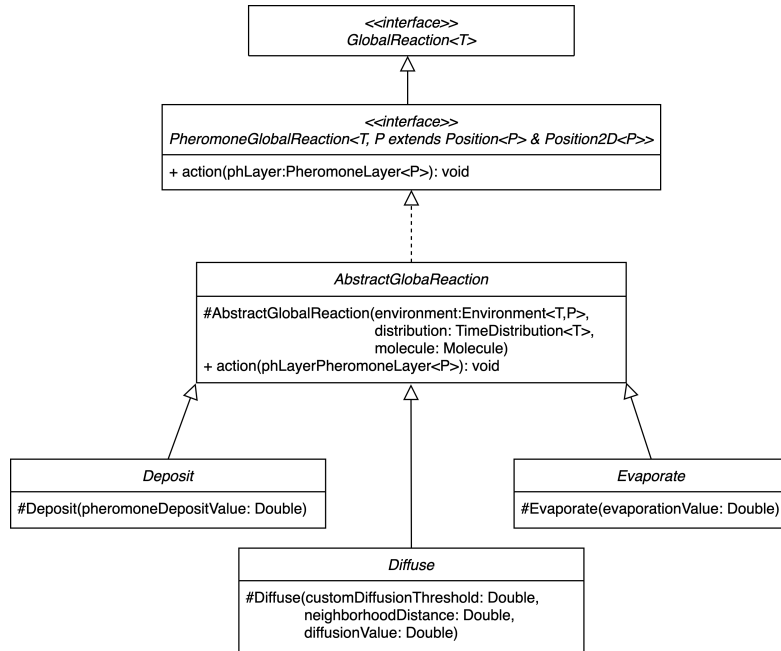 <<interface>>
GlobalReaction<T>
<<interface>>
PheromoneGlobalReaction<T, P extends Position<P> & Position2D<P>>
+ action(phLayer:PheromoneLayer<P>): void
AbstractGlobaReaction
#AbstractGlobalReaction(environment:Environment<T,P>,
distribution: TimeDistribution<T>,
molecule: Molecule)
+ action(phLayerPheromoneLayer<P>): void
Deposit
#Deposit(pheromoneDepositValue: Double)
Evaporate
#Evaporate(evaporationValue: Double)
Diffuse
#Diffuse(customDiffusionThreshold: Double,
neighborhoodDistance: Double,
diffusionValue: Double)